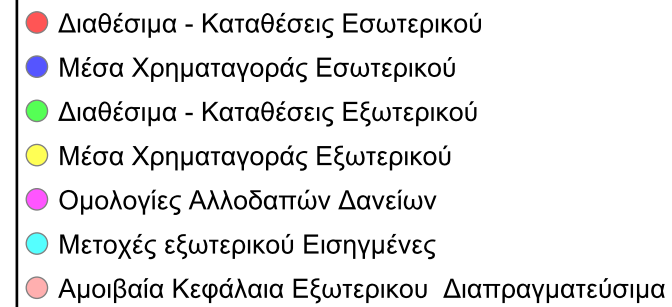 Διαθέσιμα - Καταθέσεις Εσωτερικού
Μέσα Χρηματαγοράς Εσωτερικού
Διαθέσιμα - Καταθέσεις Εξωτερικού
Μέσα Χρηματαγοράς Εξωτερικού
Ομολογίες Αλλοδαπών Δανείων
Μετοχές εξωτερικού Εισηγμένες
Αμοιβαία Κεφάλαια Εξωτερικου Διαπραγματεύσιμα